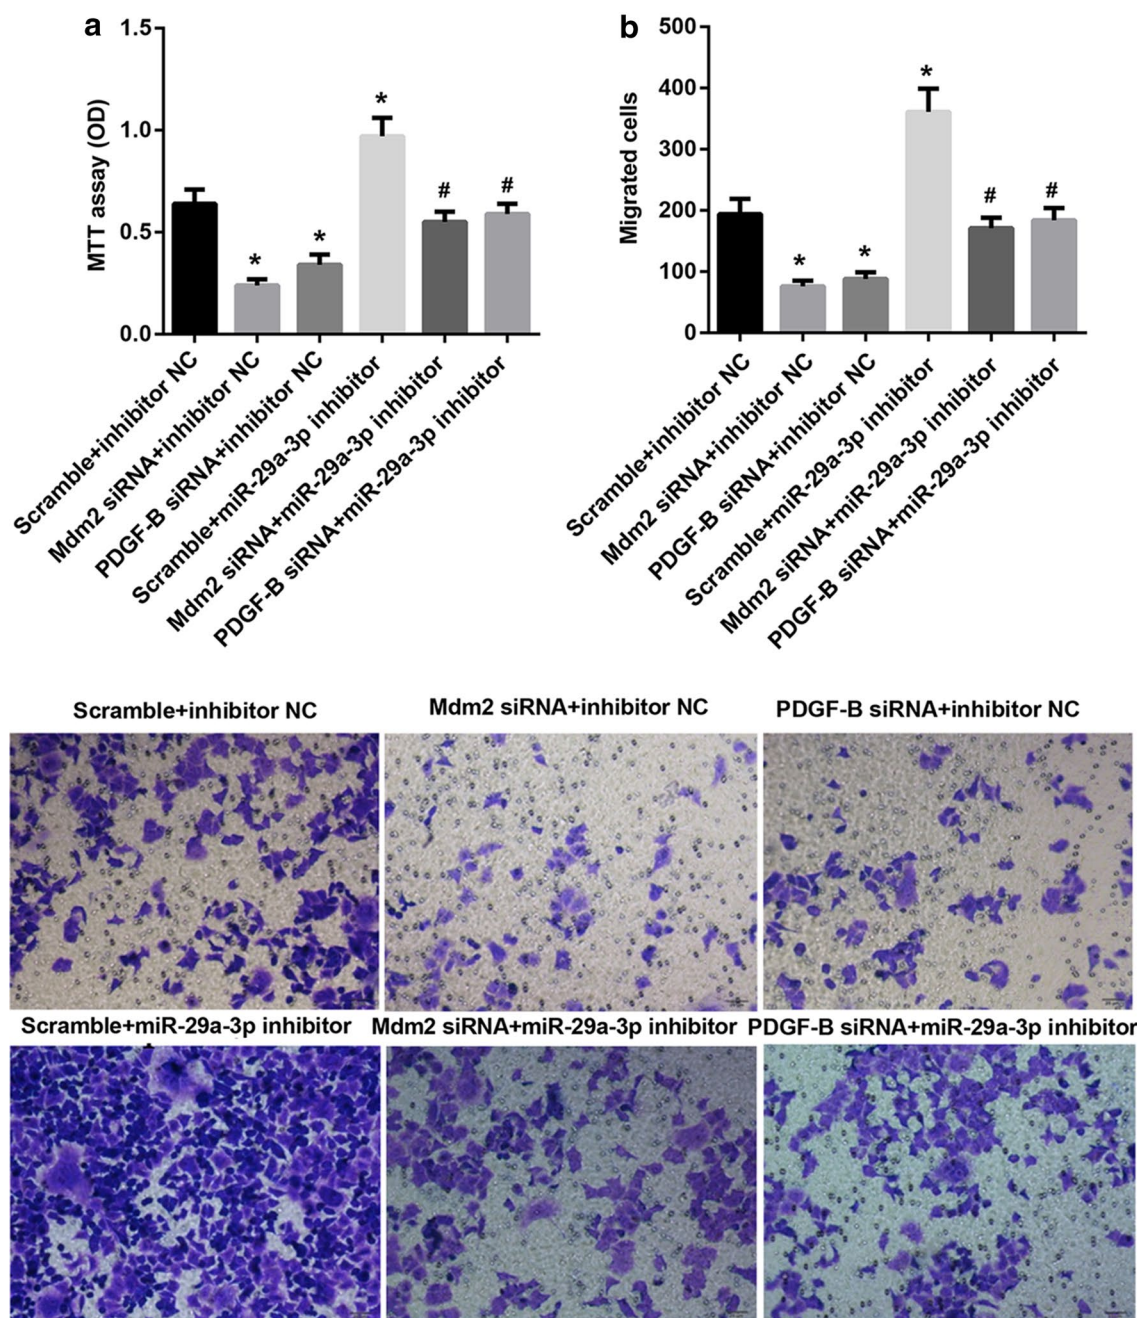 a
1.5
1.0
0.5
0.0
MTT assay (OD)
*
*
*
#
#
Scramble+inhibitor NC
Mdm2 siRNA+inhibitor NC
PDGF-B siRNA+inhibitor NC
Scramble+miR-29a-3p inhibitor
Mdm2 siRNA+miR-29a-3p inhibitor
PDGF-B siRNA+miR-29a-3p inhibitor
b
500
400
300
200
100
0
Migrated cells
*
*
*
#
#
Scramble+inhibitor NC
Mdm2 siRNA+inhibitor NC
PDGF-B siRNA+inhibitor NC
Scramble+miR-29a-3p inhibitor
Mdm2 siRNA+miR-29a-3p inhibitor
PDGF-B siRNA+miR-29a-3p inhibitor
Scramble+inhibitor NC
Mdm2 siRNA+inhibitor NC
PDGF-B siRNA+inhibitor NC
Scramble+miR-29a-3p inhibitor
Mdm2 siRNA+miR-29a-3p inhibitor
PDGF-B siRNA+miR-29a-3p inhibitor